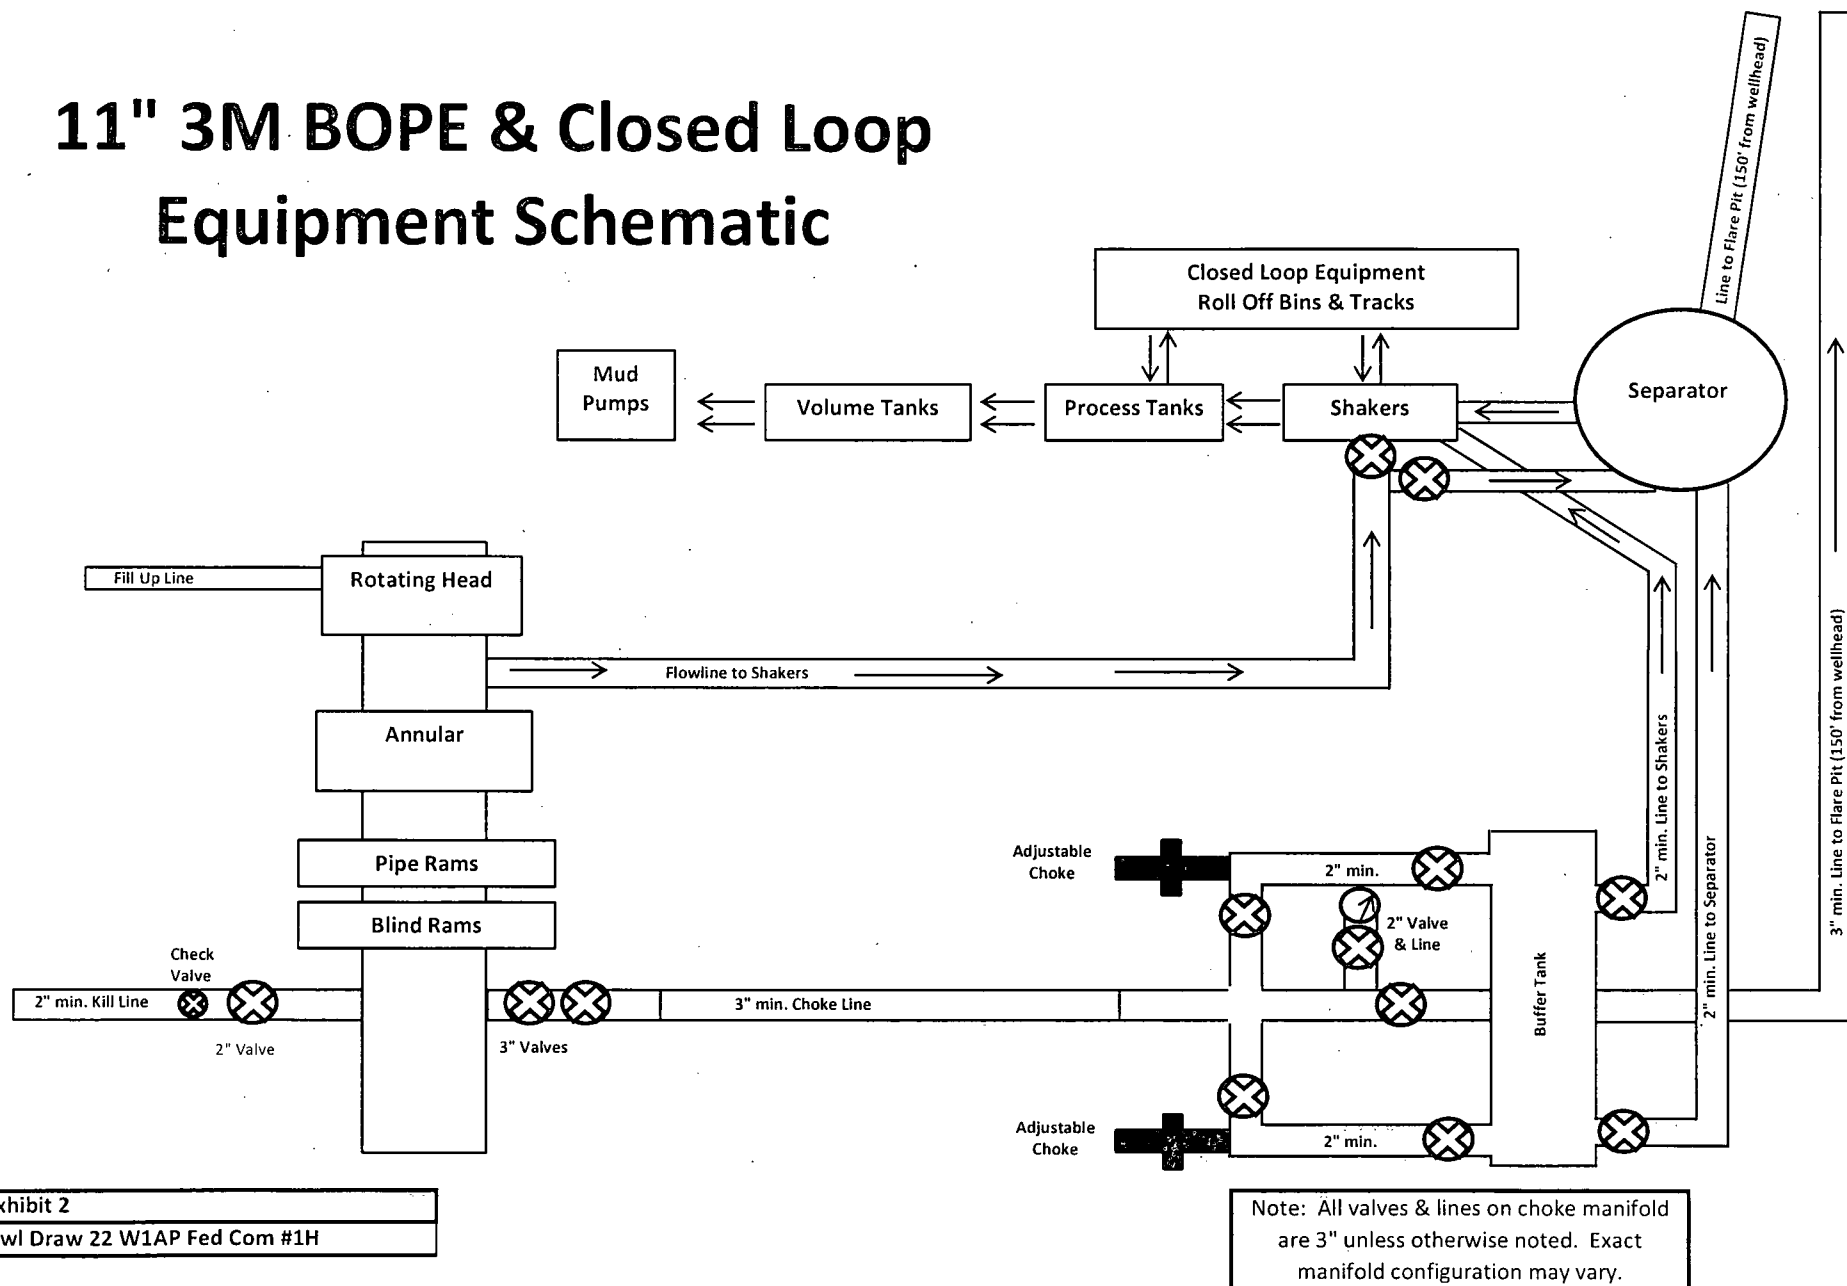 11" 3M BOPE & Closed Loop
Equipment Schematic
Line to Flare Pit (150' from wellhead)
Closed Loop Equipment
Roll Off Bins & Tracks
Mud
Pumps
Volume Tanks
Process Tanks
Shakers
Separator
Fill Up Line
Rotating Head
Flowline to Shakers
Annular
Pipe Rams
Blind Rams
Check
Valve
2" min. Kill Line
2" Valve
3" Valves
3" min. Choke Line
Adjustable
Choke
2" min.
2" Valve
& Line
Buffer Tank
2" min. Line to Shakers
2" min. Line to Separator
3" min. Line to Flare Pit (150' from wellhead)
Adjustable
Choke
2" min.
xhibit 2
wl Draw 22 W1AP Fed Com #1H
Note: All valves & lines on choke manifold
are 3" unless otherwise noted. Exact
manifold configuration may vary.